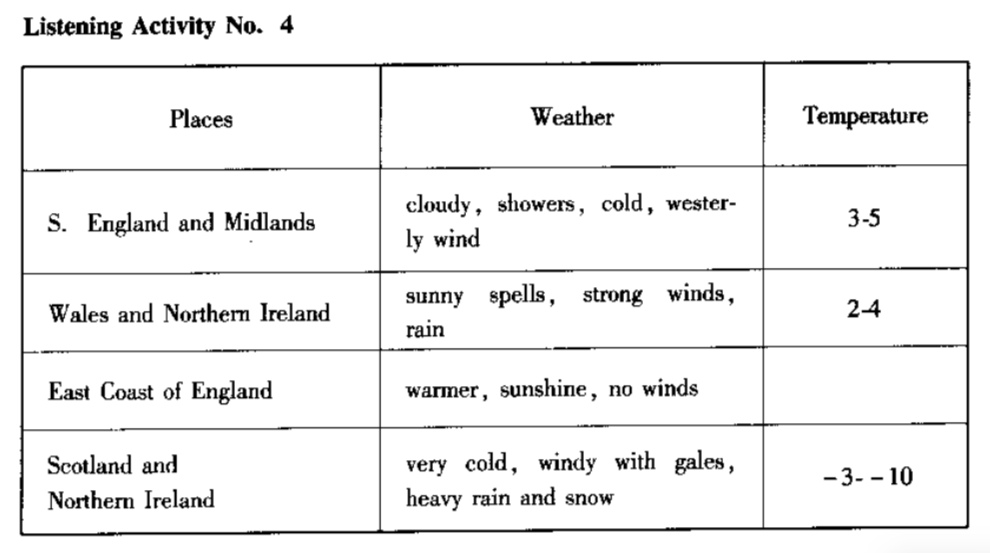 Listening Activity No. 4
Places Weather Temperature
S. England and Midlands
cloudy, showers, cold, wester-
ly wind
3-5
Wales and Northern Ireland
sunny spells, strong winds,
rain
2-4
East Coast of England
warmer, sunshine, no winds
Scotland and
Northern Ireland
very cold, windy with gales,
heavy rain and snow
-3- -10